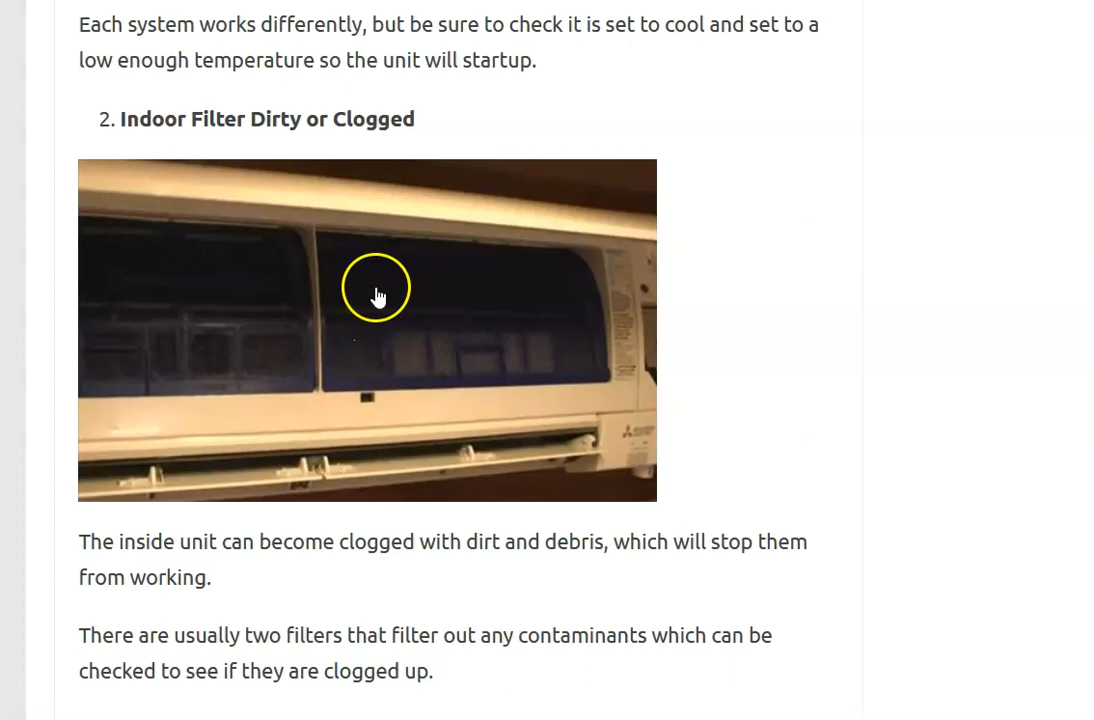 Each system works differently, but be sure to check it is set to cool and set to a
low enough temperature so the unit will startup.
2. Indoor Filter Dirty or Clogged
The inside unit can become clogged with dirt and debris, which will stop them
from working.
There are usually two filters that filter out any contaminants which can be
checked to see if they are clogged up.